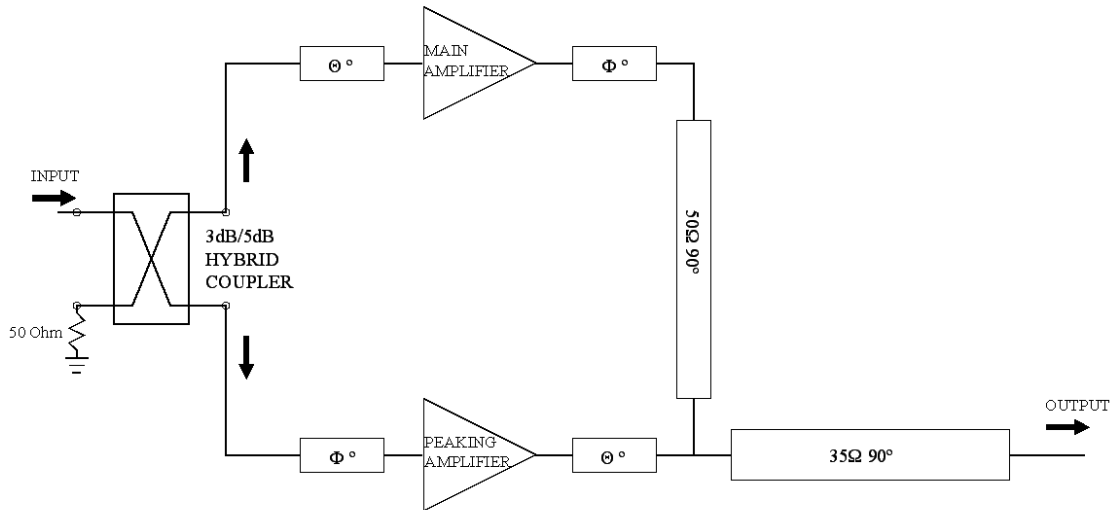 Θ °
MAIN
AMPLIFIER
Φ °
INPUT
3dB/5dB
HYBRID
COUPLER
50 Ohm
50Ω 90°
Φ °
PEAKING
AMPLIFIER
Θ °
OUTPUT
35Ω 90°